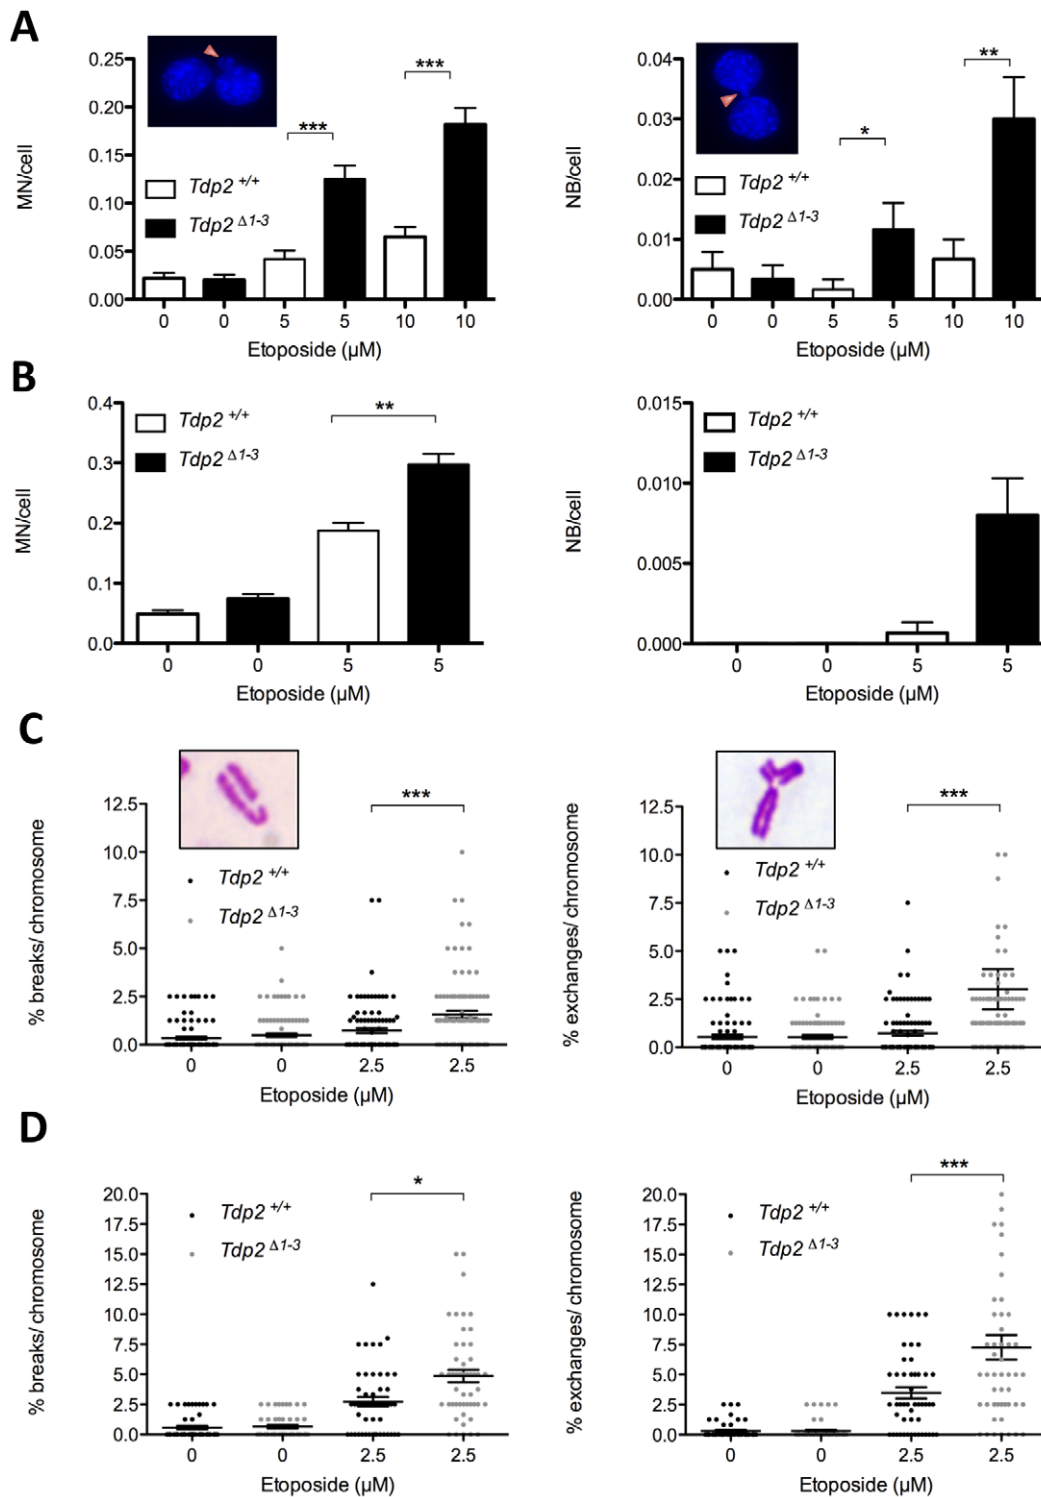 A
MN/cell
0.25
0.20
0.15
0.10
0.05
0.00
***
***
Tdp2 +/+
Tdp2 Δ1-3
0 0 5 5 10 10
Etoposide (µM)
NB/cell
0.04
0.03
0.02
0.01
0.00
*
**
Tdp2 +/+
Tdp2 Δ1-3
0 0 5 5 10 10
Etoposide (µM)
B
MN/cell
0.4
0.3
0.2
0.1
0.0
**
Tdp2 +/+
Tdp2 Δ1-3
0 0 5 5
Etoposide (µM)
NB/cell
0.015
0.010
0.005
0.000
Tdp2 +/+
Tdp2 Δ1-3
0 0 5 5
Etoposide (µM)
C
% breaks/ chromosome
12.5
10.0
7.5
5.0
2.5
0.0
***
Tdp2 +/+
Tdp2 Δ1-3
0 0 2.5 2.5
Etoposide (µM)
% exchanges/ chromosome
12.5
10.0
7.5
5.0
2.5
0.0
***
Tdp2 +/+
Tdp2 Δ1-3
0 0 2.5 2.5
Etoposide (µM)
D
% breaks/ chromosome
20.0
17.5
15.0
12.5
10.0
7.5
5.0
2.5
0.0
*
Tdp2 +/+
Tdp2 Δ1-3
0 0 2.5 2.5
Etoposide (µM)
% exchanges/ chromosome
20.0
17.5
15.0
12.5
10.0
7.5
5.0
2.5
0.0
***
Tdp2 +/+
Tdp2 Δ1-3
0 0 2.5 2.5
Etoposide (µM)